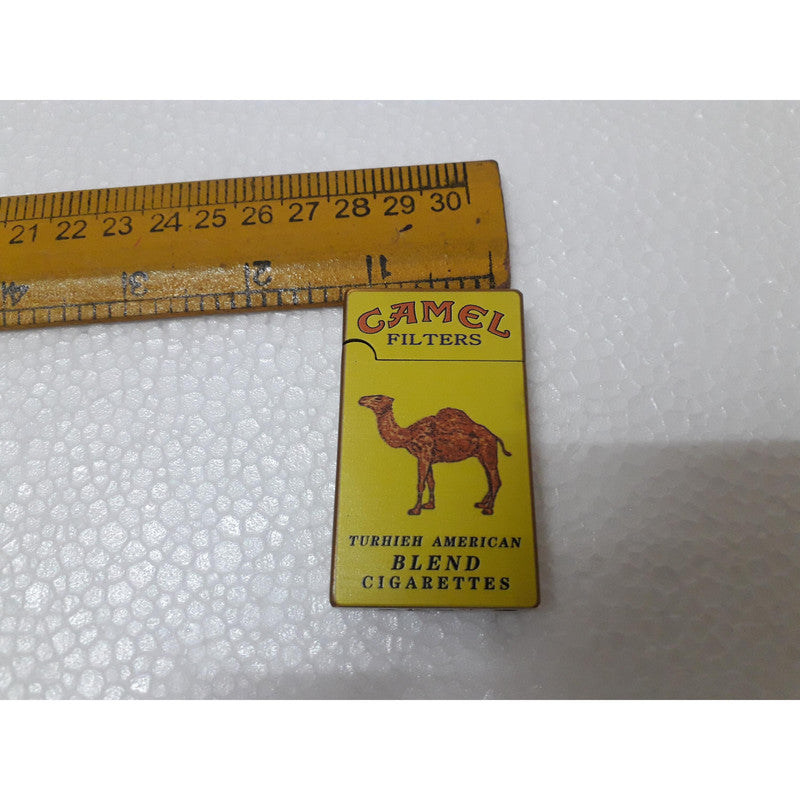 21 22 23 24 25 26 27 28 29 30
4 3 2 1
CAMEL
FILTERS
TURHIEH AMERICAN
BLEND
CIGARETTES